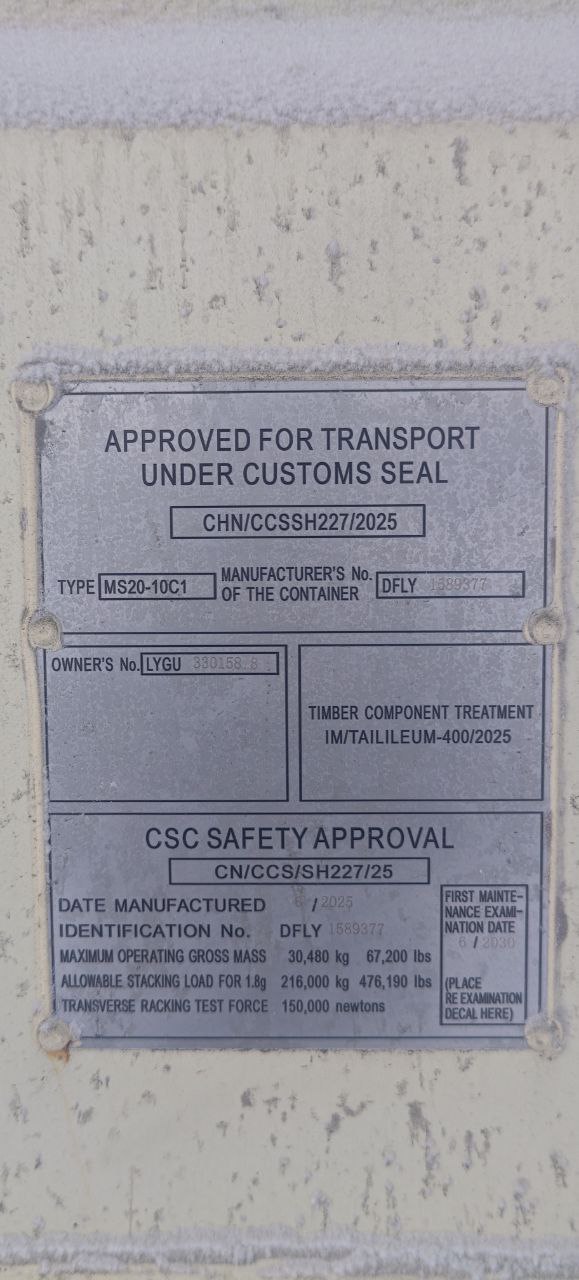 APPROVED FOR TRANSPORT
UNDER CUSTOMS SEAL
CHN/CCSSH227/2025
TYPE MS20-10C1 MANUFACTURER'S No. OF THE CONTAINER DFLY 1589377
OWNER'S No. LYGU 330158.8
TIMBER COMPONENT TREATMENT
IM/TAILILEUM-400/2025
CSC SAFETY APPROVAL
CN/CCS/SH227/25
DATE MANUFACTURED 6 / 2025
IDENTIFICATION No. DFLY 1589377
MAXIMUM OPERATING GROSS MASS 30,480 kg 67,200 lbs
ALLOWABLE STACKING LOAD FOR 1.8g 216,000 kg 476,190 lbs
TRANSVERSE RACKING TEST FORCE 150,000 newtons
FIRST MAINTE-
NANCE EXAMI-
NATION DATE
6 / 2030
(PLACE
RE EXAMINATION
DECAL HERE)